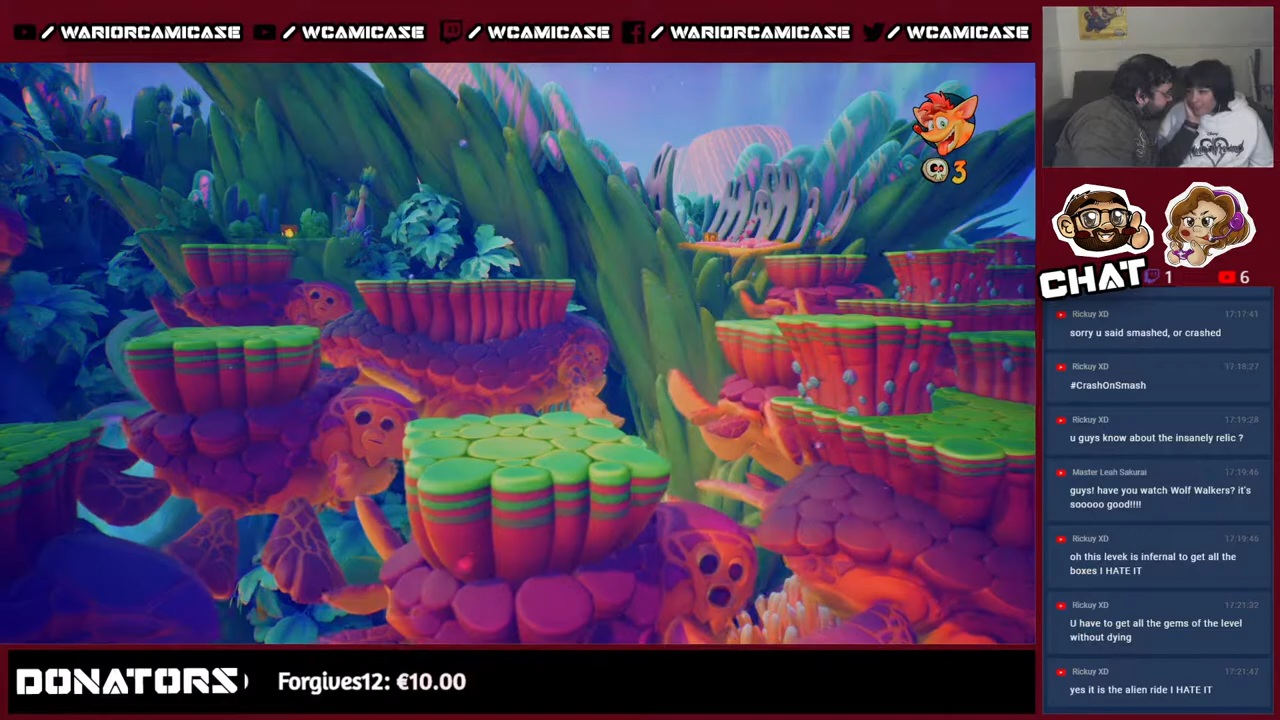 / WARIORCAMICASE / WCAMICASE / WCAMICASE / WARIORCAMICASE / WCAMICASE
3
CHAT 1 6
Rickuy XD 17:17:41
sorry u said smashed, or crashed
Rickuy XD 17:18:27
#CrashOnSmash
Rickuy XD 17:19:28
u guys know about the insanely relic ?
Master Leah Sakurai 17:19:46
guys! have you watch Wolf Walkers? it's
sooooo good!!!!
Rickuy XD 17:19:46
oh this levek is infernal to get all the
boxes I HATE IT
Rickuy XD 17:21:32
U have to get all the gems of the level
without dying
Rickuy XD 17:21:47
yes it is the alien ride I HATE IT
DONATORS Forgives12: €10.00